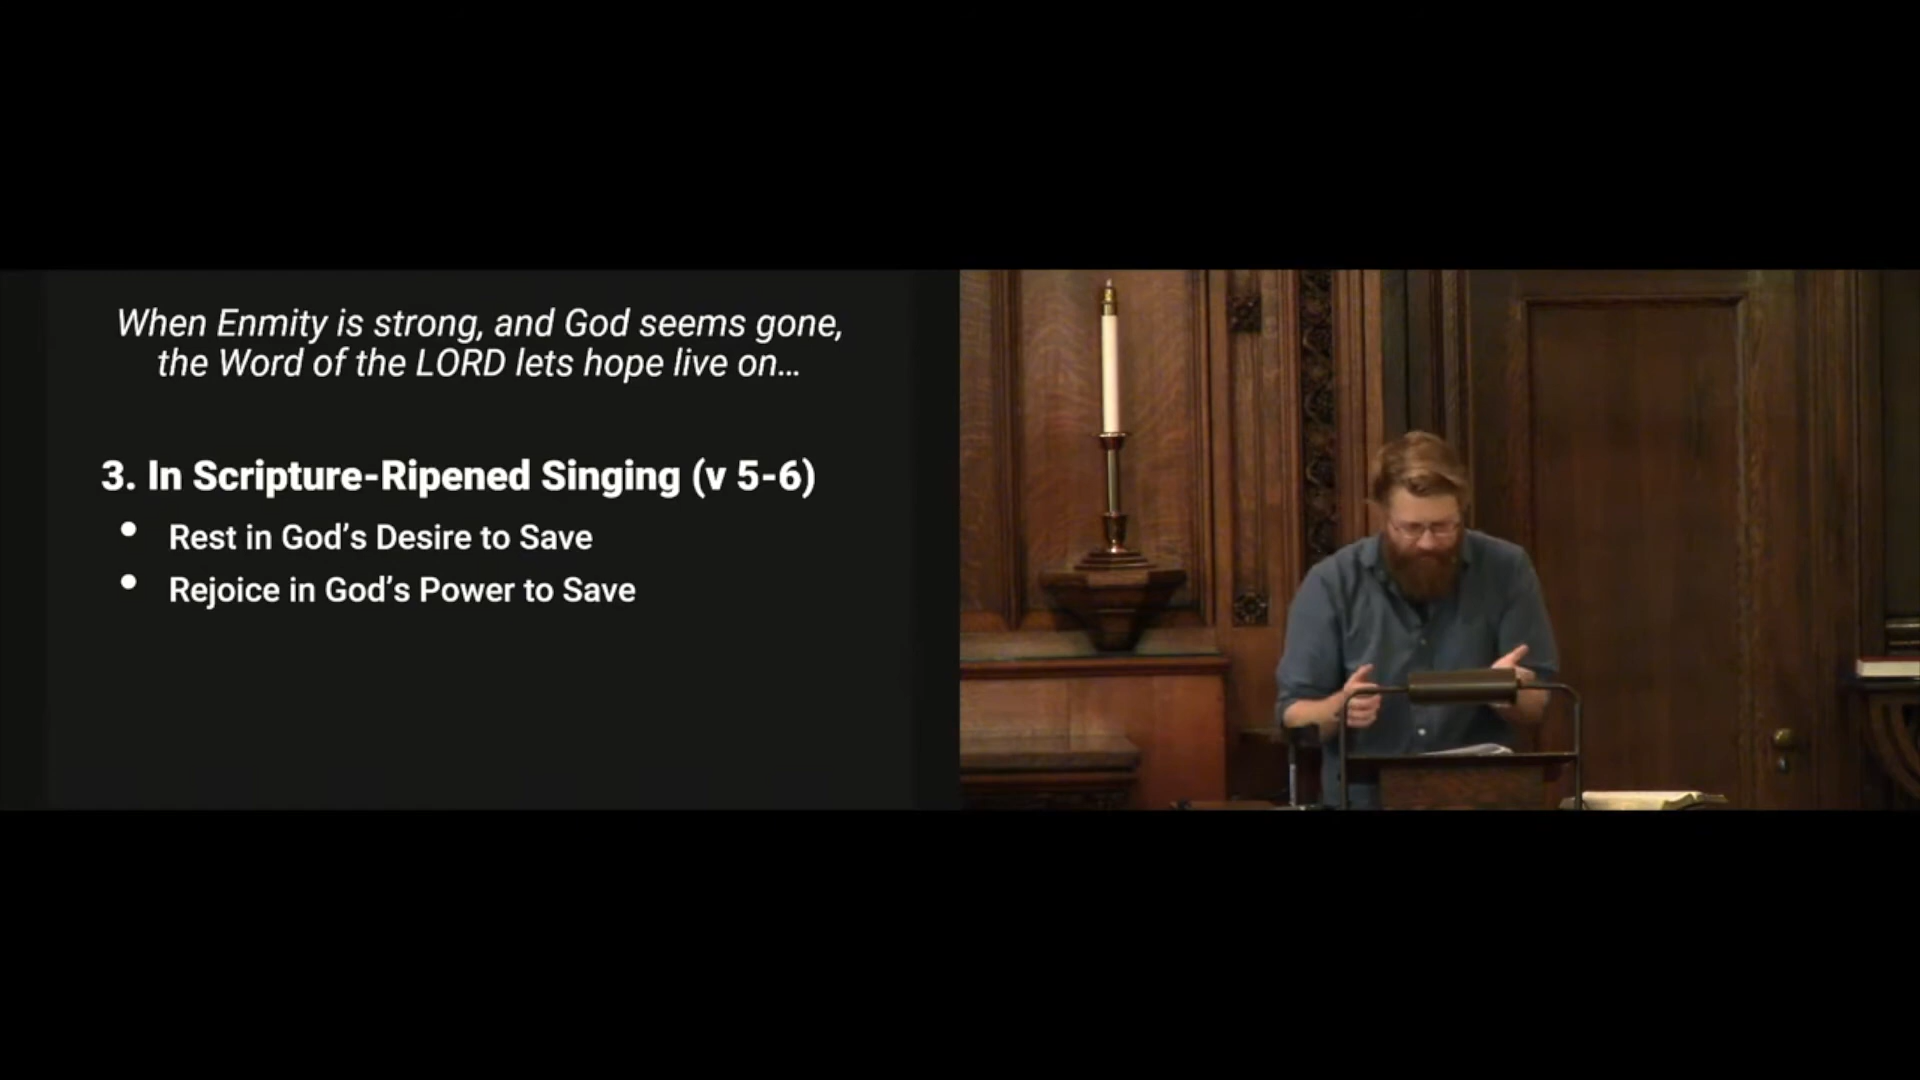 When Enmity is strong, and God seems gone,
the Word of the LORD lets hope live on…
3. In Scripture-Ripened Singing (v 5-6)
• Rest in God’s Desire to Save
• Rejoice in God’s Power to Save